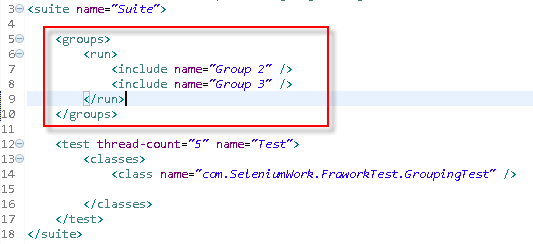 3 <suite name="Suite">
4
5 <groups>
6 <run>
7 <include name="Group 2" />
8 <include name="Group 3" />
9 </run>
10 </groups>
11
12 <test thread-count="5" name="Test">
13 <classes>
14 <class name="com.SeleniumWork.FraworkTest.GroupingTest" />
15
16 </classes>
17 </test>
18 </suite>